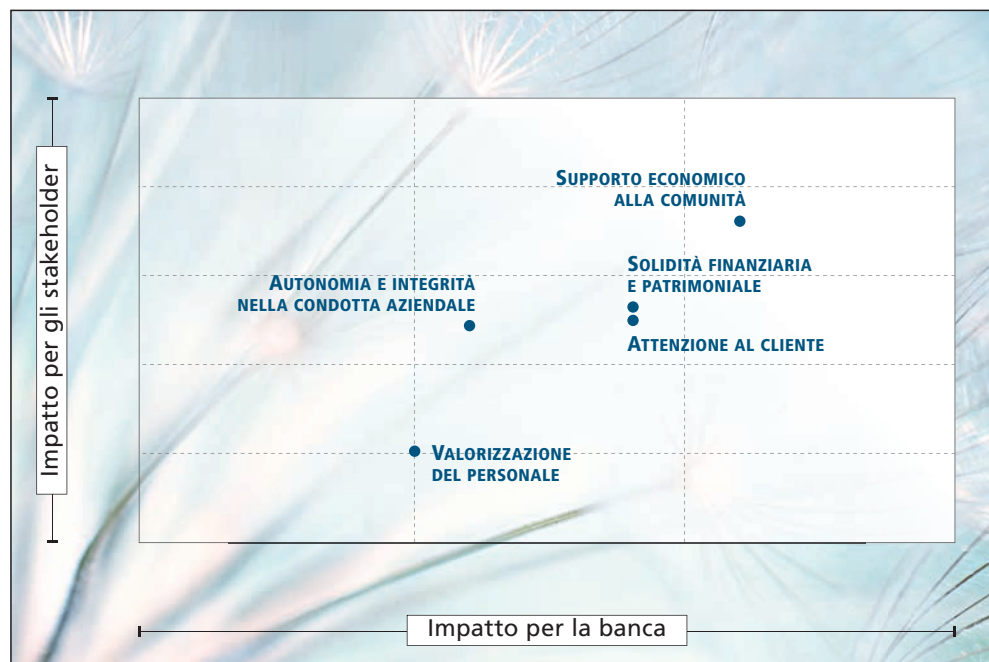 Impatto per gli stakeholder
SUPPORTO ECONOMICO
ALLA COMUNITÀ
SOLIDITÀ FINANZIARIA
E PATRIMONIALE
AUTONOMIA E INTEGRITÀ
NELLA CONDOTTA AZIENDALE
ATTENZIONE AL CLIENTE
VALORIZZAZIONE
DEL PERSONALE
Impatto per la banca